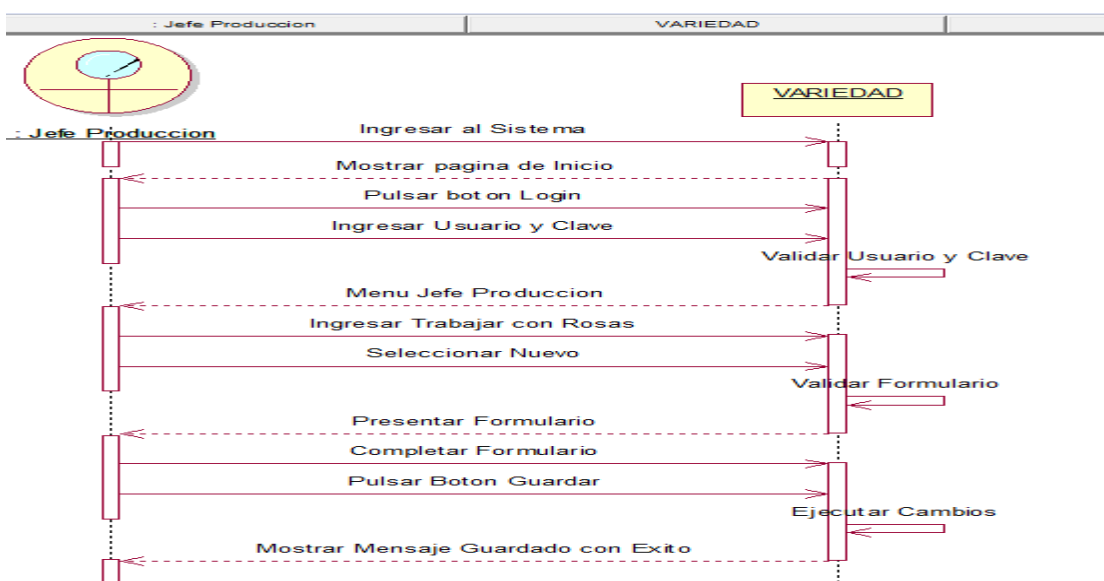 : Jefe Produccion
VARIEDAD
VARIEDAD
: Jefe Produccion
Ingresar al Sistema
Mostrar pagina de Inicio
Pulsar boton Login
Ingresar Usuario y Clave
Validar Usuario y Clave
Menu Jefe Produccion
Ingresar Trabajar con Rosas
Seleccionar Nuevo
Validar Formulario
Presentar Formulario
Completar Formulario
Pulsar Boton Guardar
Ejecutar Cambios
Mostrar Mensaje Guardado con Exito